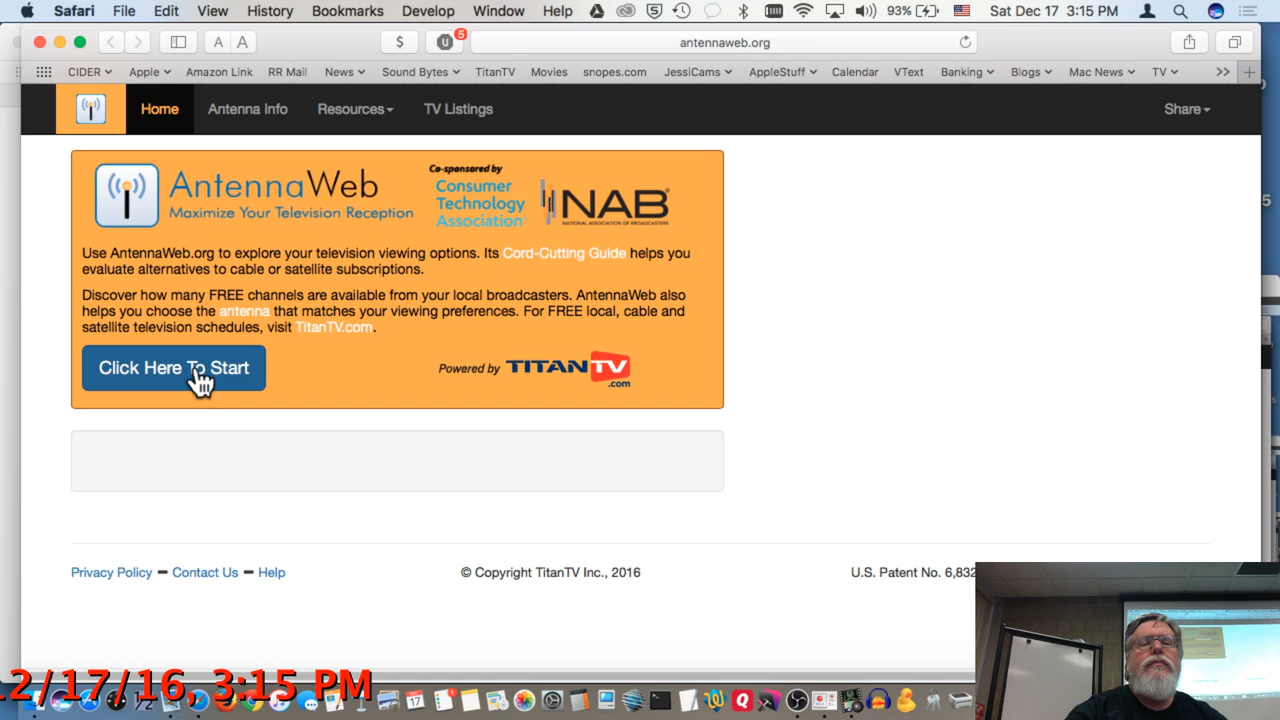 Safari File Edit View History Bookmarks Develop Window Help 93% Sat Dec 17 3:15 PM
A A $ 5 antennaweb.org
CIDER Apple Amazon Link RR Mail News Sound Bytes TitanTV Movies snopes.com JessiCams AppleStuff Calendar VText Banking Blogs Mac News TV >> +
Home Antenna Info Resources TV Listings Share
AntennaWeb
Maximize Your Television Reception
Co-sponsored by
Consumer
Technology
Association
NAB
NATIONAL ASSOCIATION OF BROADCASTERS
Use AntennaWeb.org to explore your television viewing options. Its Cord-Cutting Guide helps you
evaluate alternatives to cable or satellite subscriptions.
Discover how many FREE channels are available from your local broadcasters. AntennaWeb also
helps you choose the antenna that matches your viewing preferences. For FREE local, cable and
satellite television schedules, visit TitanTV.com.
Click Here To Start
Powered by TITANTV
.com
Privacy Policy — Contact Us — Help © Copyright TitanTV Inc., 2016 U.S. Patent No. 6,832
12/17/16, 3:15 PM